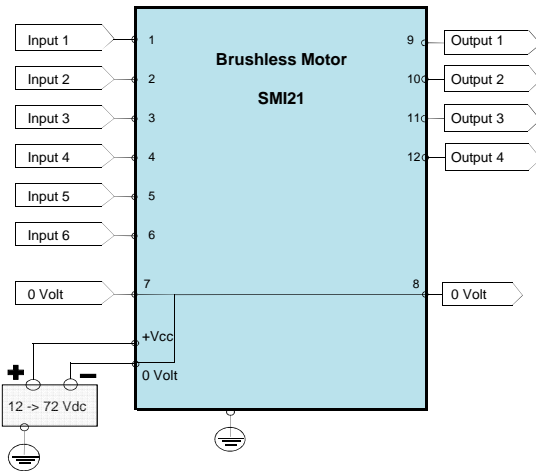 Brushless Motor
SMI21
Input 1
1
Input 2
2
Input 3
3
Input 4
4
Input 5
5
Input 6
6
0 Volt
7
9
Output 1
10
Output 2
11
Output 3
12
Output 4
8
0 Volt
+Vcc
0 Volt
+
−
12 -> 72 Vdc